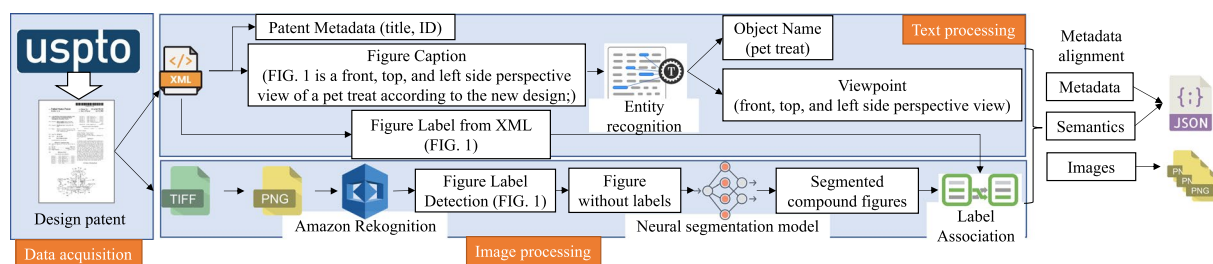 uspto
Design patent
Data acquisition
XML
Patent Metadata (title, ID)
Figure Caption
(FIG. 1 is a front, top, and left side perspective
view of a pet treat according to the new design;)
Figure Label from XML
(FIG. 1)
T
Entity
recognition
Object Name
(pet treat)
Viewpoint
(front, top, and left side perspective view)
Text processing
TIFF
PNG
Amazon Rekognition
Figure Label
Detection (FIG. 1)
Figure
without labels
Neural segmentation model
Segmented
compound figures
Label
Association
Image processing
Metadata
alignment
Metadata
Semantics
Images
{;}
JSON
PN
PN
PNG